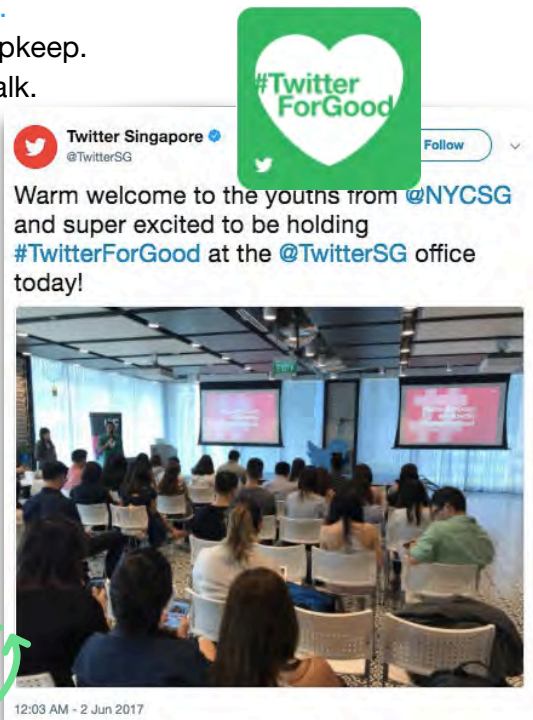 pkeep.
alk.
#Twitter
ForGood
Twitter Singapore
@TwitterSG
Follow
Warm welcome to the youths from @NYCSG
and super excited to be holding
#TwitterForGood at the @TwitterSG office
today!
12:03 AM - 2 Jun 2017